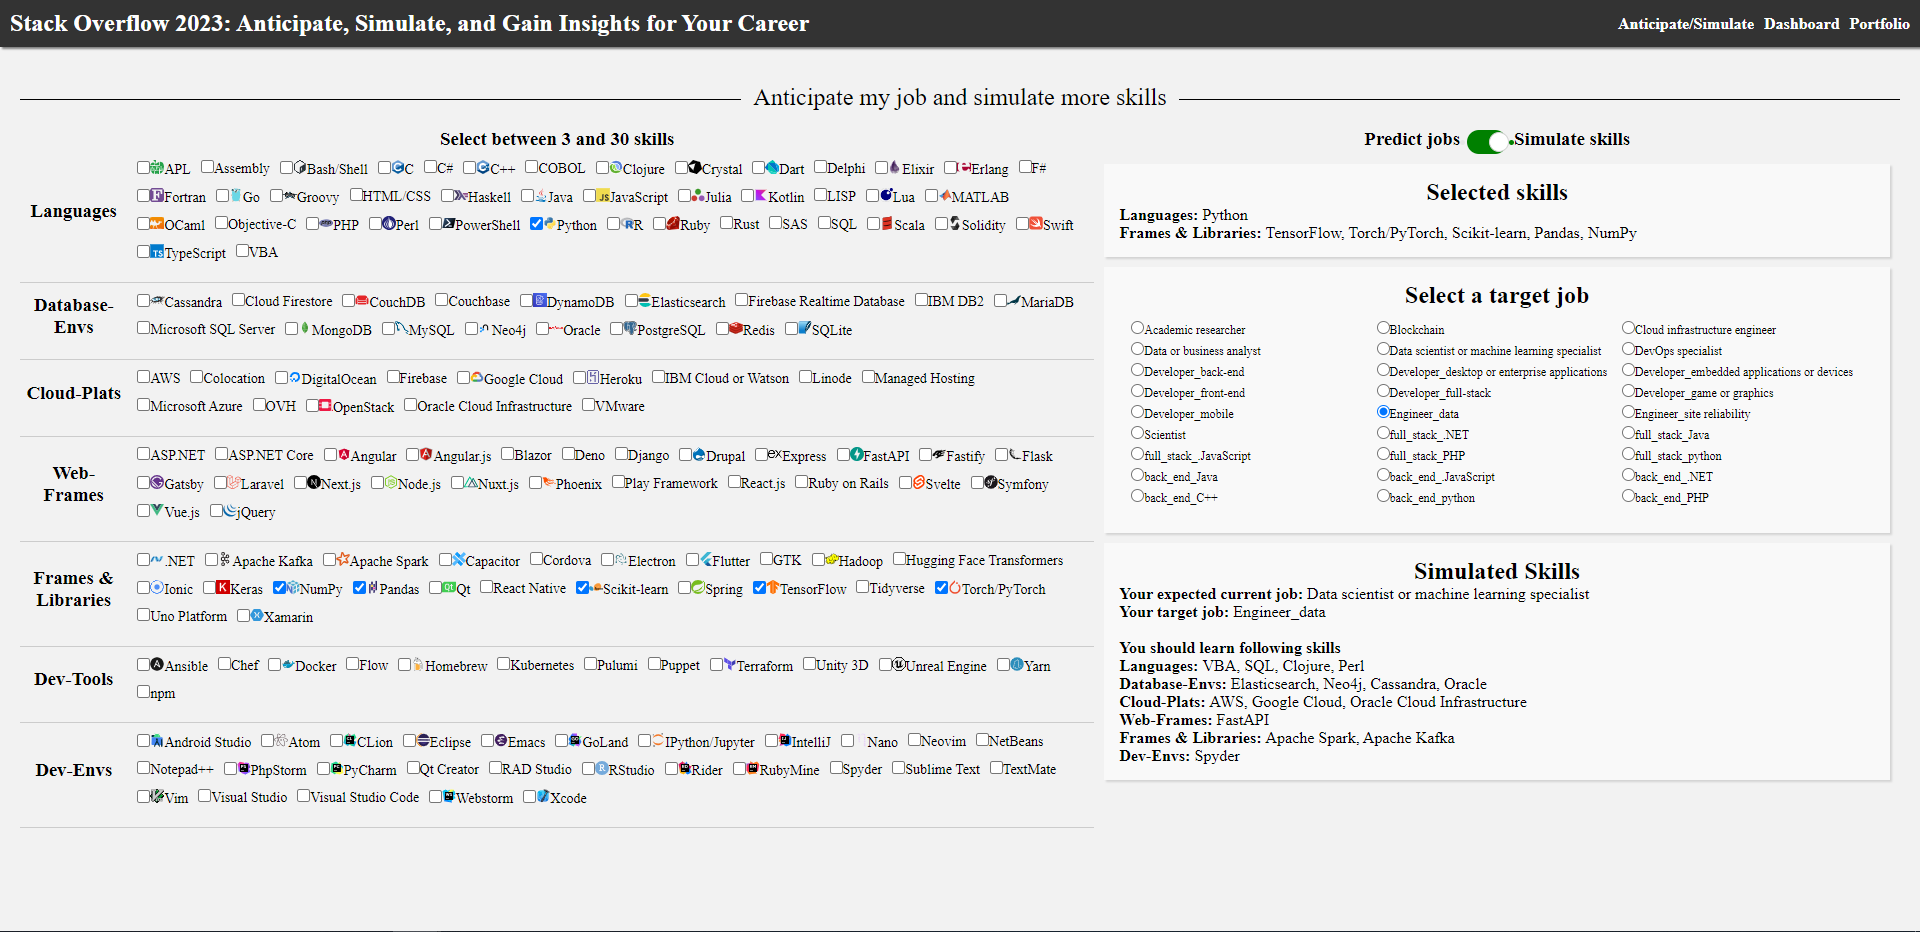 Stack Overflow 2023: Anticipate, Simulate, and Gain Insights for Your Career
Anticipate/Simulate Dashboard Portfolio
Anticipate my job and simulate more skills
Select between 3 and 30 skills
Languages
APL Assembly Bash/Shell C C# C++ COBOL Clojure Crystal Dart Delphi Elixir Erlang F#
Fortran Go Groovy HTML/CSS Haskell Java JavaScript Julia Kotlin LISP Lua MATLAB
OCaml Objective-C PHP Perl PowerShell Python R Ruby Rust SAS SQL Scala Solidity Swift
TypeScript VBA
Database-
Envs
Cassandra Cloud Firestore CouchDB Couchbase DynamoDB Elasticsearch Firebase Realtime Database IBM DB2 MariaDB
Microsoft SQL Server MongoDB MySQL Neo4j Oracle PostgreSQL Redis SQLite
Cloud-Plats
AWS Colocation DigitalOcean Firebase Google Cloud Heroku IBM Cloud or Watson Linode Managed Hosting
Microsoft Azure OVH OpenStack Oracle Cloud Infrastructure VMware
Web-
Frames
ASP.NET ASP.NET Core Angular Angular.js Blazor Deno Django Drupal Express FastAPI Fastify Flask
Gatsby Laravel Next.js Node.js Nuxt.js Phoenix Play Framework React.js Ruby on Rails Svelte Symfony
Vue.js jQuery
Frames &
Libraries
.NET Apache Kafka Apache Spark Capacitor Cordova Electron Flutter GTK Hadoop Hugging Face Transformers
Ionic Keras NumPy Pandas Qt React Native Scikit-learn Spring TensorFlow Tidyverse Torch/PyTorch
Uno Platform Xamarin
Dev-Tools
Ansible Chef Docker Flow Homebrew Kubernetes Pulumi Puppet Terraform Unity 3D Unreal Engine Yarn
npm
Dev-Envs
Android Studio Atom CLion Eclipse Emacs GoLand IPython/Jupyter IntelliJ Nano Neovim NetBeans
Notepad++ PhpStorm PyCharm Qt Creator RAD Studio RStudio Rider RubyMine Spyder Sublime Text TextMate
Vim Visual Studio Visual Studio Code Webstorm Xcode
Predict jobs Simulate skills
Selected skills
Languages: Python
Frames & Libraries: TensorFlow, Torch/PyTorch, Scikit-learn, Pandas, NumPy
Select a target job
Academic researcher Blockchain Cloud infrastructure engineer
Data or business analyst Data scientist or machine learning specialist DevOps specialist
Developer_back-end Developer_desktop or enterprise applications Developer_embedded applications or devices
Developer_front-end Developer_full-stack Developer_game or graphics
Developer_mobile Engineer_data Engineer_site reliability
Scientist full_stack_.NET full_stack_Java
full_stack_.JavaScript full_stack_PHP full_stack_python
back_end_Java back_end_.JavaScript back_end_.NET
back_end_C++ back_end_python back_end_PHP
Simulated Skills
Your expected current job: Data scientist or machine learning specialist
Your target job: Engineer_data
You should learn following skills
Languages: VBA, SQL, Clojure, Perl
Database-Envs: Elasticsearch, Neo4j, Cassandra, Oracle
Cloud-Plats: AWS, Google Cloud, Oracle Cloud Infrastructure
Web-Frames: FastAPI
Frames & Libraries: Apache Spark, Apache Kafka
Dev-Envs: Spyder